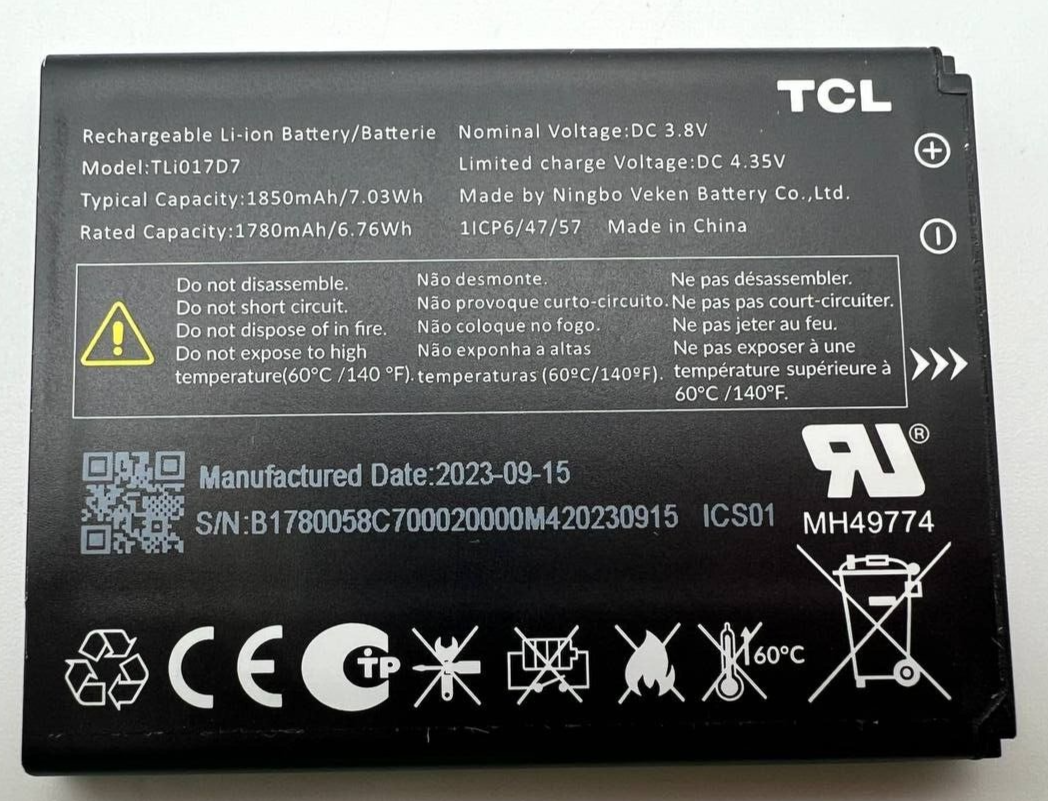 TCL
Rechargeable Li-ion Battery/Batterie
Model:TLi017D7
Typical Capacity:1850mAh/7.03Wh
Rated Capacity:1780mAh/6.76Wh
Nominal Voltage:DC 3.8V
Limited charge Voltage:DC 4.35V
Made by Ningbo Veken Battery Co.,Ltd.
1ICP6/47/57 Made in China
Do not disassemble.
Do not short circuit.
Do not dispose of in fire.
Do not expose to high
temperature(60°C /140 °F).
Não desmonte.
Não provoque curto-circuito.
Não coloque no fogo.
Não exponha a altas
temperaturas (60ºC/140ºF).
Ne pas désassembler.
Ne pas pas court-circuiter.
Ne pas jeter au feu.
Ne pas exposer à une
température supérieure à
60°C /140°F.
Manufactured Date:2023-09-15
S/N:B1780058C700020000M420230915 ICS01
RU®
MH49774
CE
PG
60°C